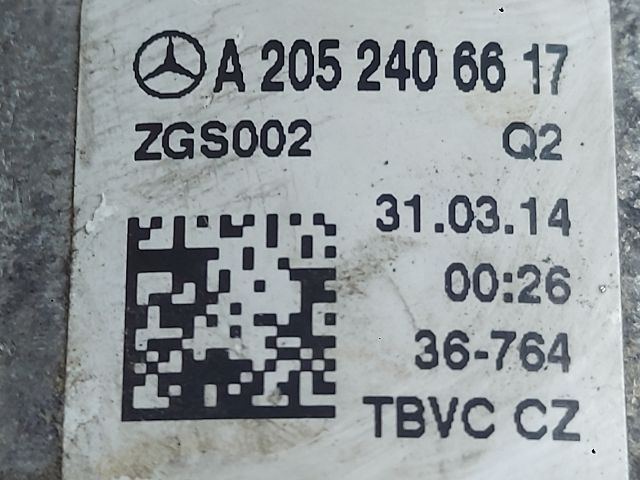 A 205 240 66 17
ZGS002 Q2
31.03.14
00:26
36-764
TBVC CZ